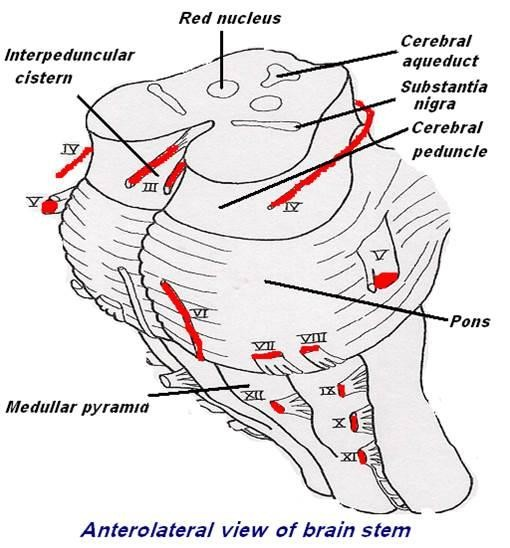 Red nucleus
Interpeduncular
cistern
Cerebral
aqueduct
Substantia
nigra
Cerebral
peduncle
IV
III
IV
V
V
VI
VII
VIII
Pons
XII
IX
X
XI
Medullar pyramid
Anterolateral view of brain stem